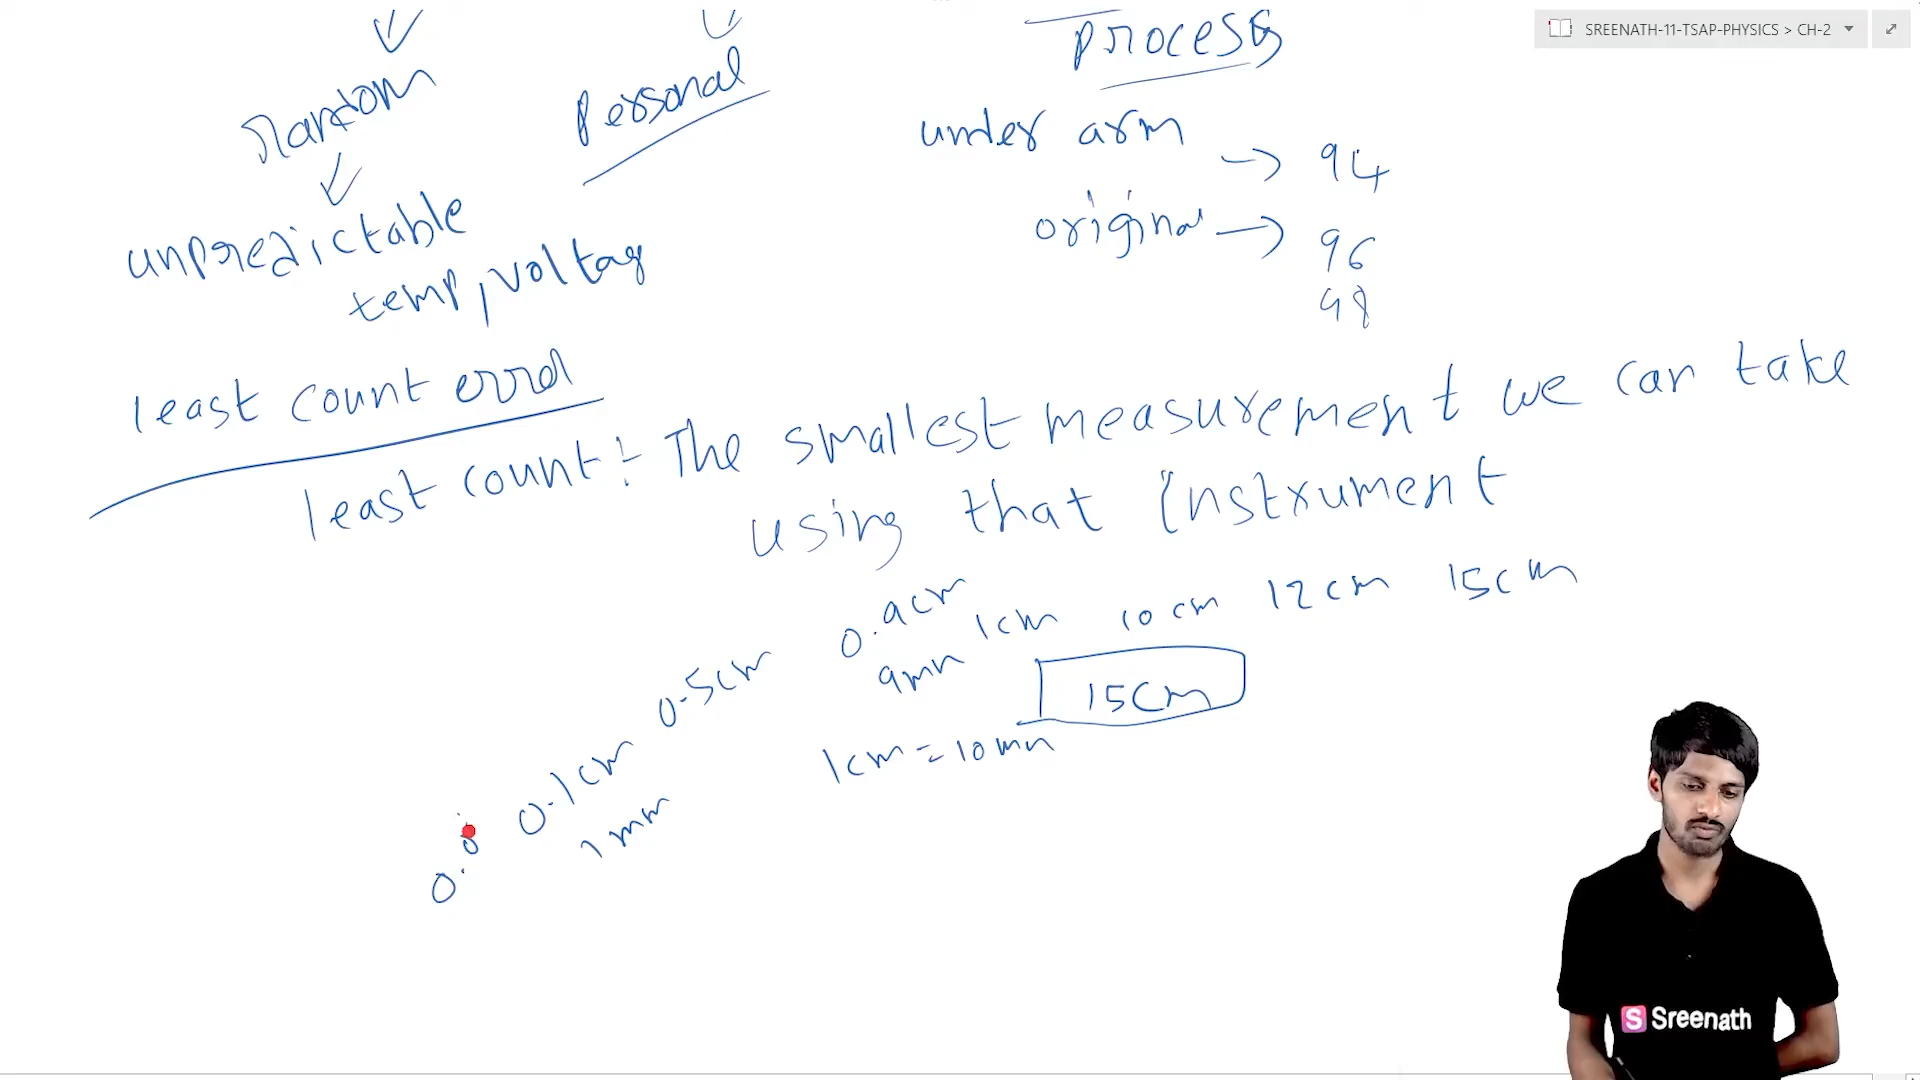 SREENATH-11-TSAP-PHYSICS > CH-2
Process
Random
Personal
under arm → 94
original → 96
98
unpredictable
temp, voltag
least count error
least count :- The smallest measurement we can take
using that instrument
0.1cm 0.5cm 0.9cm 1cm 10cm 12cm 15cm
1mm 9mm
15cm
1cm = 10mm
0.0
S Sreenath